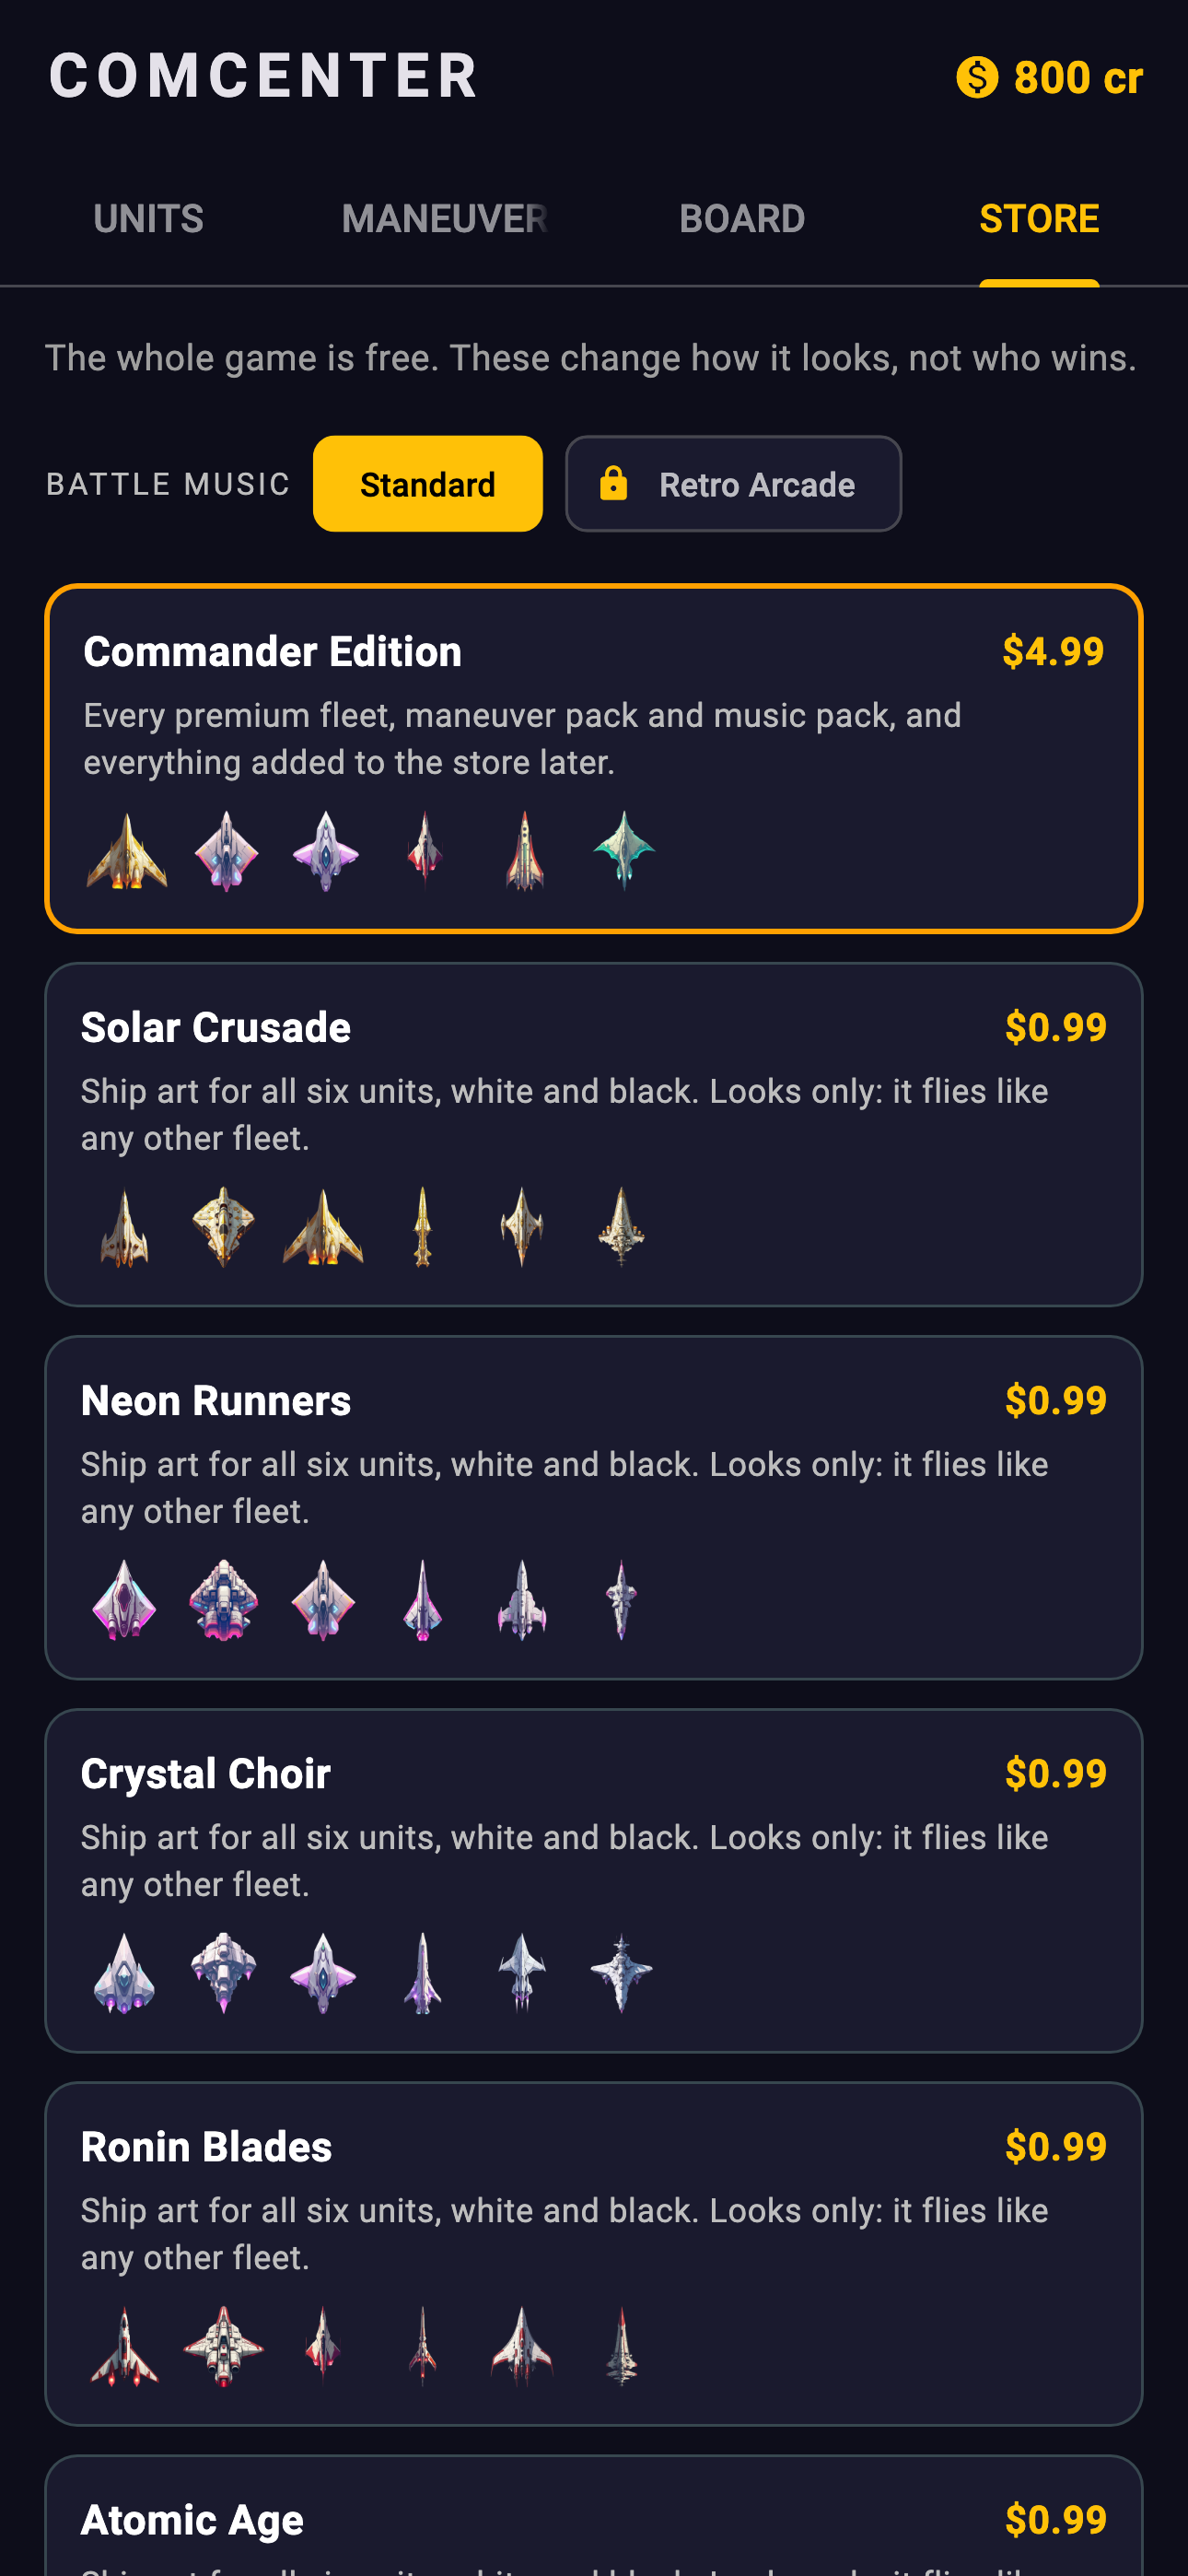 COMCENTER
800 cr
UNITS MANEUVER BOARD STORE
The whole game is free. These change how it looks, not who wins.
BATTLE MUSIC Standard Retro Arcade
Commander Edition $4.99
Every premium fleet, maneuver pack and music pack, and
everything added to the store later.
Solar Crusade $0.99
Ship art for all six units, white and black. Looks only: it flies like
any other fleet.
Neon Runners $0.99
Ship art for all six units, white and black. Looks only: it flies like
any other fleet.
Crystal Choir $0.99
Ship art for all six units, white and black. Looks only: it flies like
any other fleet.
Ronin Blades $0.99
Ship art for all six units, white and black. Looks only: it flies like
any other fleet.
Atomic Age $0.99